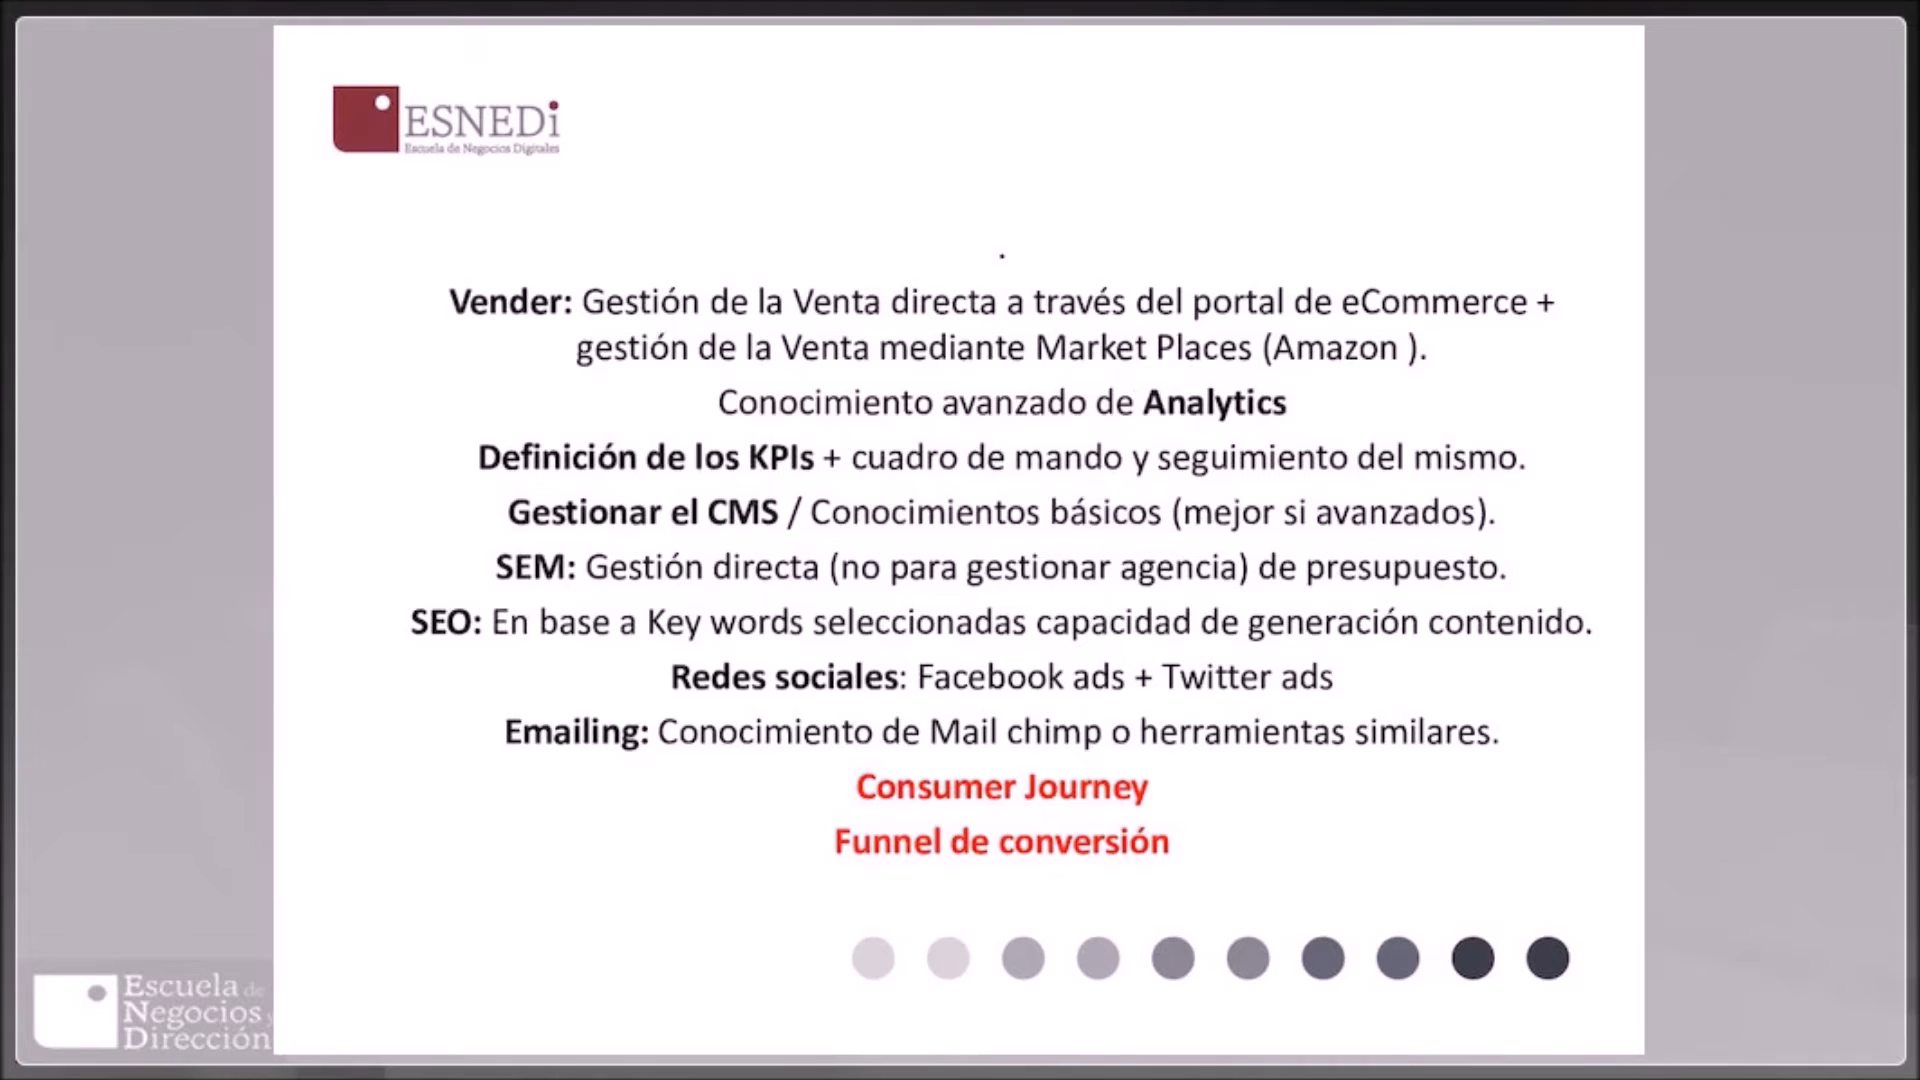 ESNEDi
Escuela de Negocios Digitales
.
Vender: Gestión de la Venta directa a través del portal de eCommerce +
gestión de la Venta mediante Market Places (Amazon ).
Conocimiento avanzado de Analytics
Definición de los KPIs + cuadro de mando y seguimiento del mismo.
Gestionar el CMS / Conocimientos básicos (mejor si avanzados).
SEM: Gestión directa (no para gestionar agencia) de presupuesto.
SEO: En base a Key words seleccionadas capacidad de generación contenido.
Redes sociales: Facebook ads + Twitter ads
Emailing: Conocimiento de Mail chimp o herramientas similares.
Consumer Journey
Funnel de conversión
Escuela de
Negocios y
Dirección